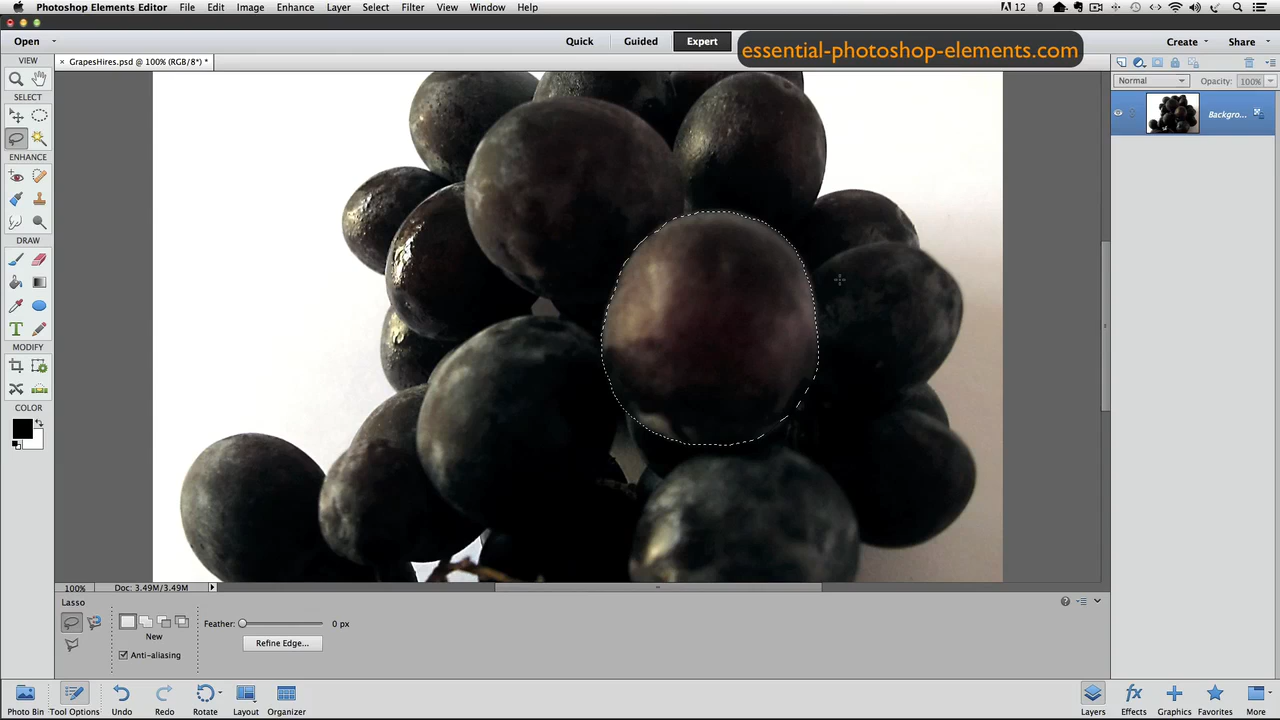 Photoshop Elements Editor File Edit Image Enhance Layer Select Filter View Window Help 12
Open Quick Guided Expert essential-photoshop-elements.com Create Share
VIEW
× GrapesHires.psd @ 100% (RGB/8*) *
Normal Opacity: 100%
SELECT
Backgro...
ENHANCE
DRAW
T
MODIFY
COLOR
100% Doc: 3.49M/3.49M
Lasso
Feather: 0 px
New
Refine Edge...
Anti-aliasing
Photo Bin Tool Options Undo Redo Rotate Layout Organizer
fx
Layers Effects Graphics Favorites More